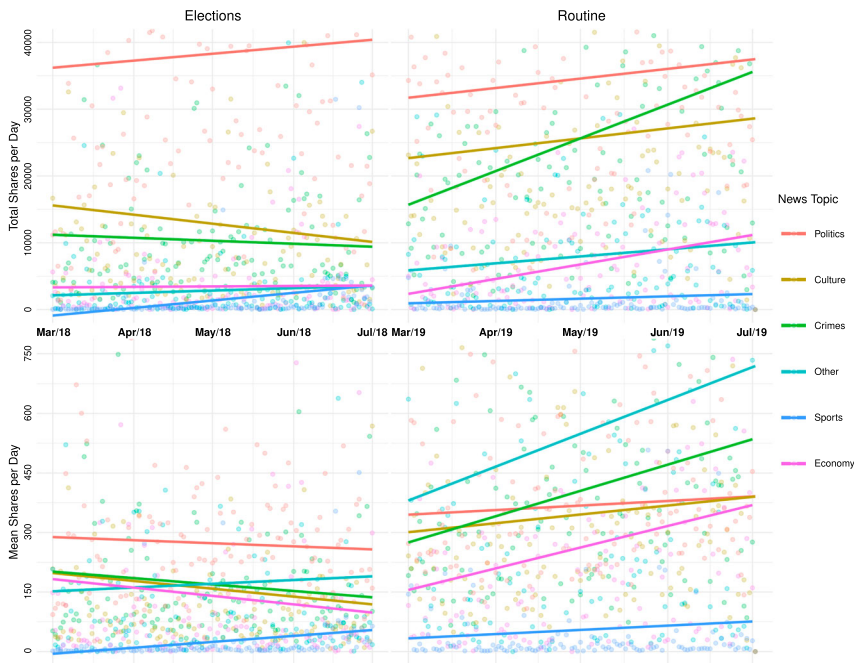 Elections
Routine
Total Shares per Day
40000
30000
20000
10000
0
Mar/18 Apr/18 May/18 Jun/18 Jul/18
Mar/19 Apr/19 May/19 Jun/19 Jul/19
Mean Shares per Day
750
600
450
300
150
0
News Topic
Politics
Culture
Crimes
Other
Sports
Economy